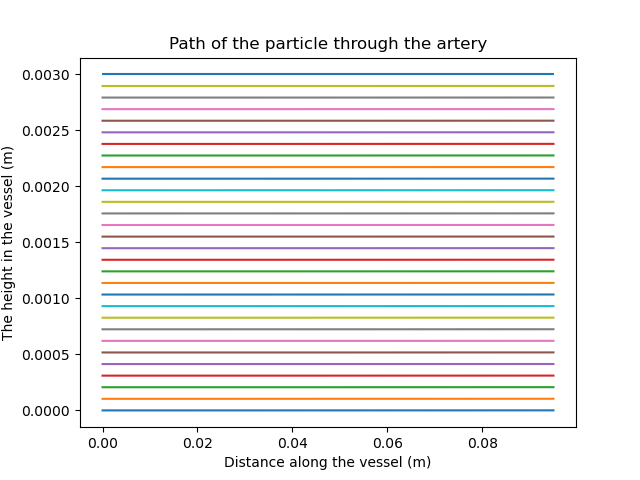 Path of the particle through the artery
The height in the vessel (m)
0.0030
0.0025
0.0020
0.0015
0.0010
0.0005
0.0000
0.00 0.02 0.04 0.06 0.08
Distance along the vessel (m)